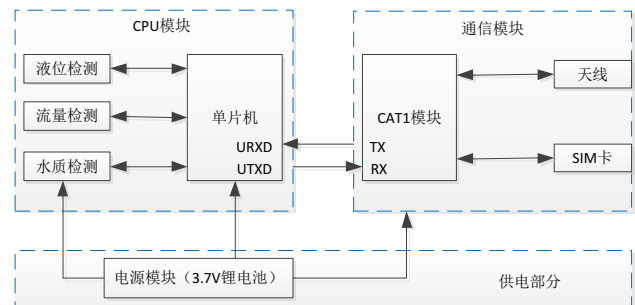 CPU模块
通信模块
液位检测
流量检测
水质检测
单片机
URXD
UTXD
CAT1模块
TX
RX
天线
SIM卡
电源模块（3.7V锂电池）
供电部分